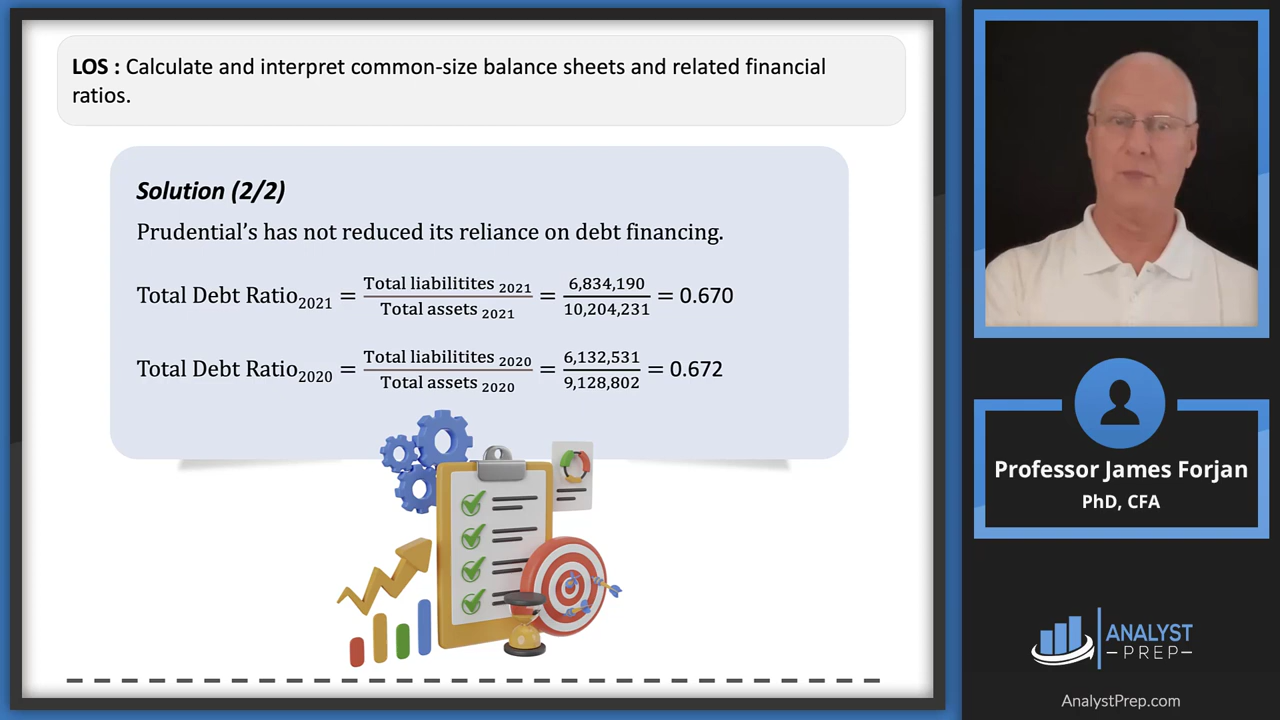 LOS : Calculate and interpret common-size balance sheets and related financial
ratios.
Solution (2/2)
Prudential’s has not reduced its reliance on debt financing.
Total Debt Ratio2021 = Total liabilitites 2021 / Total assets 2021 = 6,834,190 / 10,204,231 = 0.670
Total Debt Ratio2020 = Total liabilitites 2020 / Total assets 2020 = 6,132,531 / 9,128,802 = 0.672
Professor James Forjan
PhD, CFA
ANALYST
PREP
AnalystPrep.com